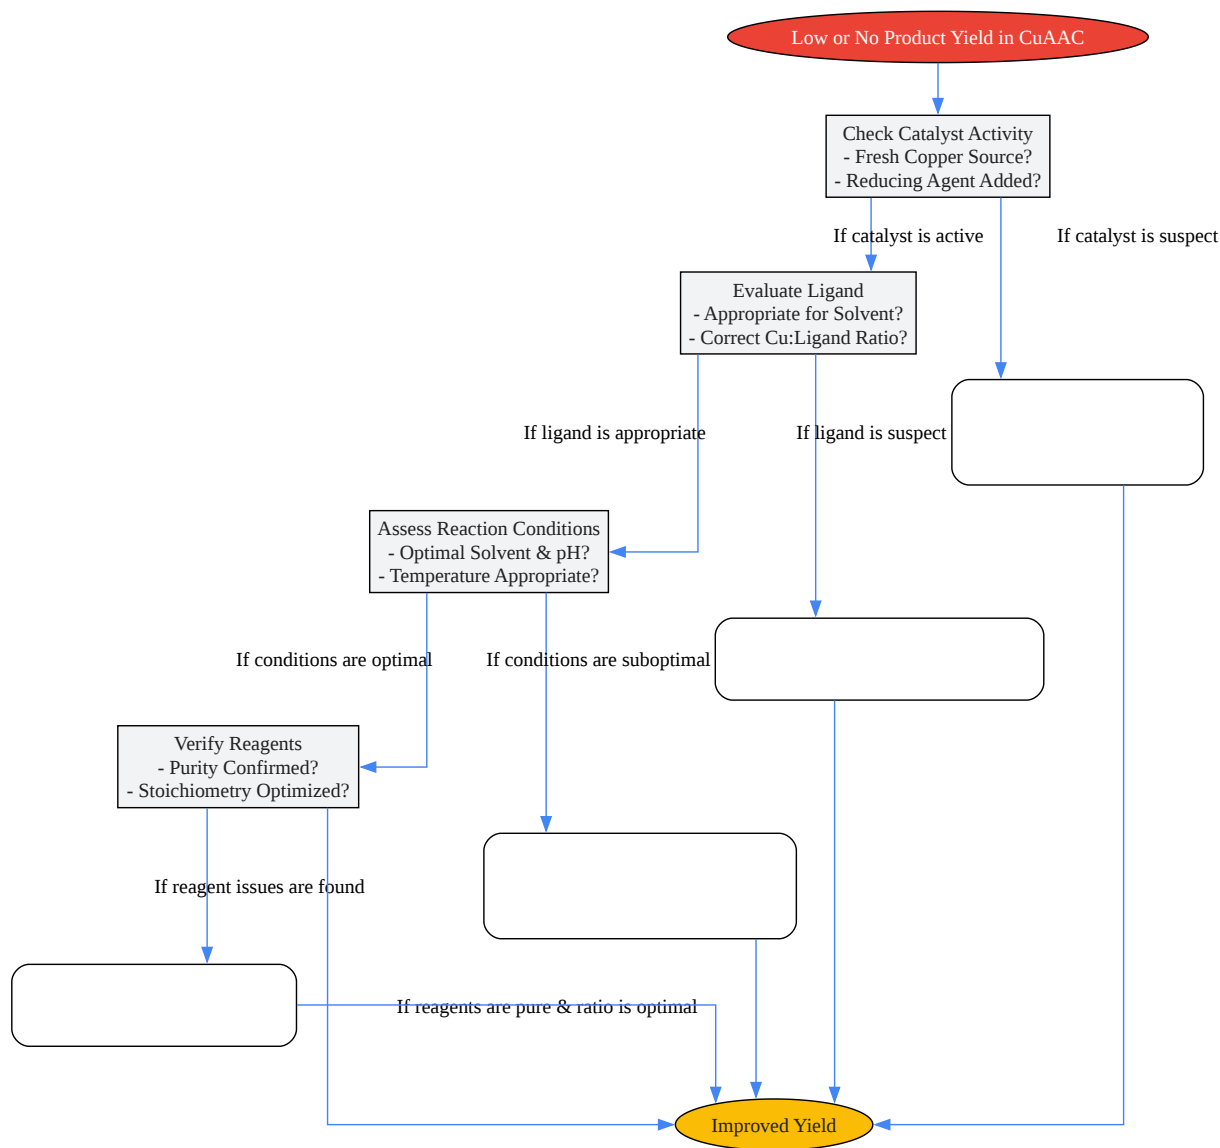 Low or No Product Yield in CuAAC
Check Catalyst Activity
- Fresh Copper Source?
- Reducing Agent Added?
If catalyst is active
If catalyst is suspect
Evaluate Ligand
- Appropriate for Solvent?
- Correct Cu:Ligand Ratio?
If ligand is appropriate
If ligand is suspect
Assess Reaction Conditions
- Optimal Solvent & pH?
- Temperature Appropriate?
If conditions are optimal
If conditions are suboptimal
Verify Reagents
- Purity Confirmed?
- Stoichiometry Optimized?
If reagent issues are found
If reagents are pure & ratio is optimal
Improved Yield